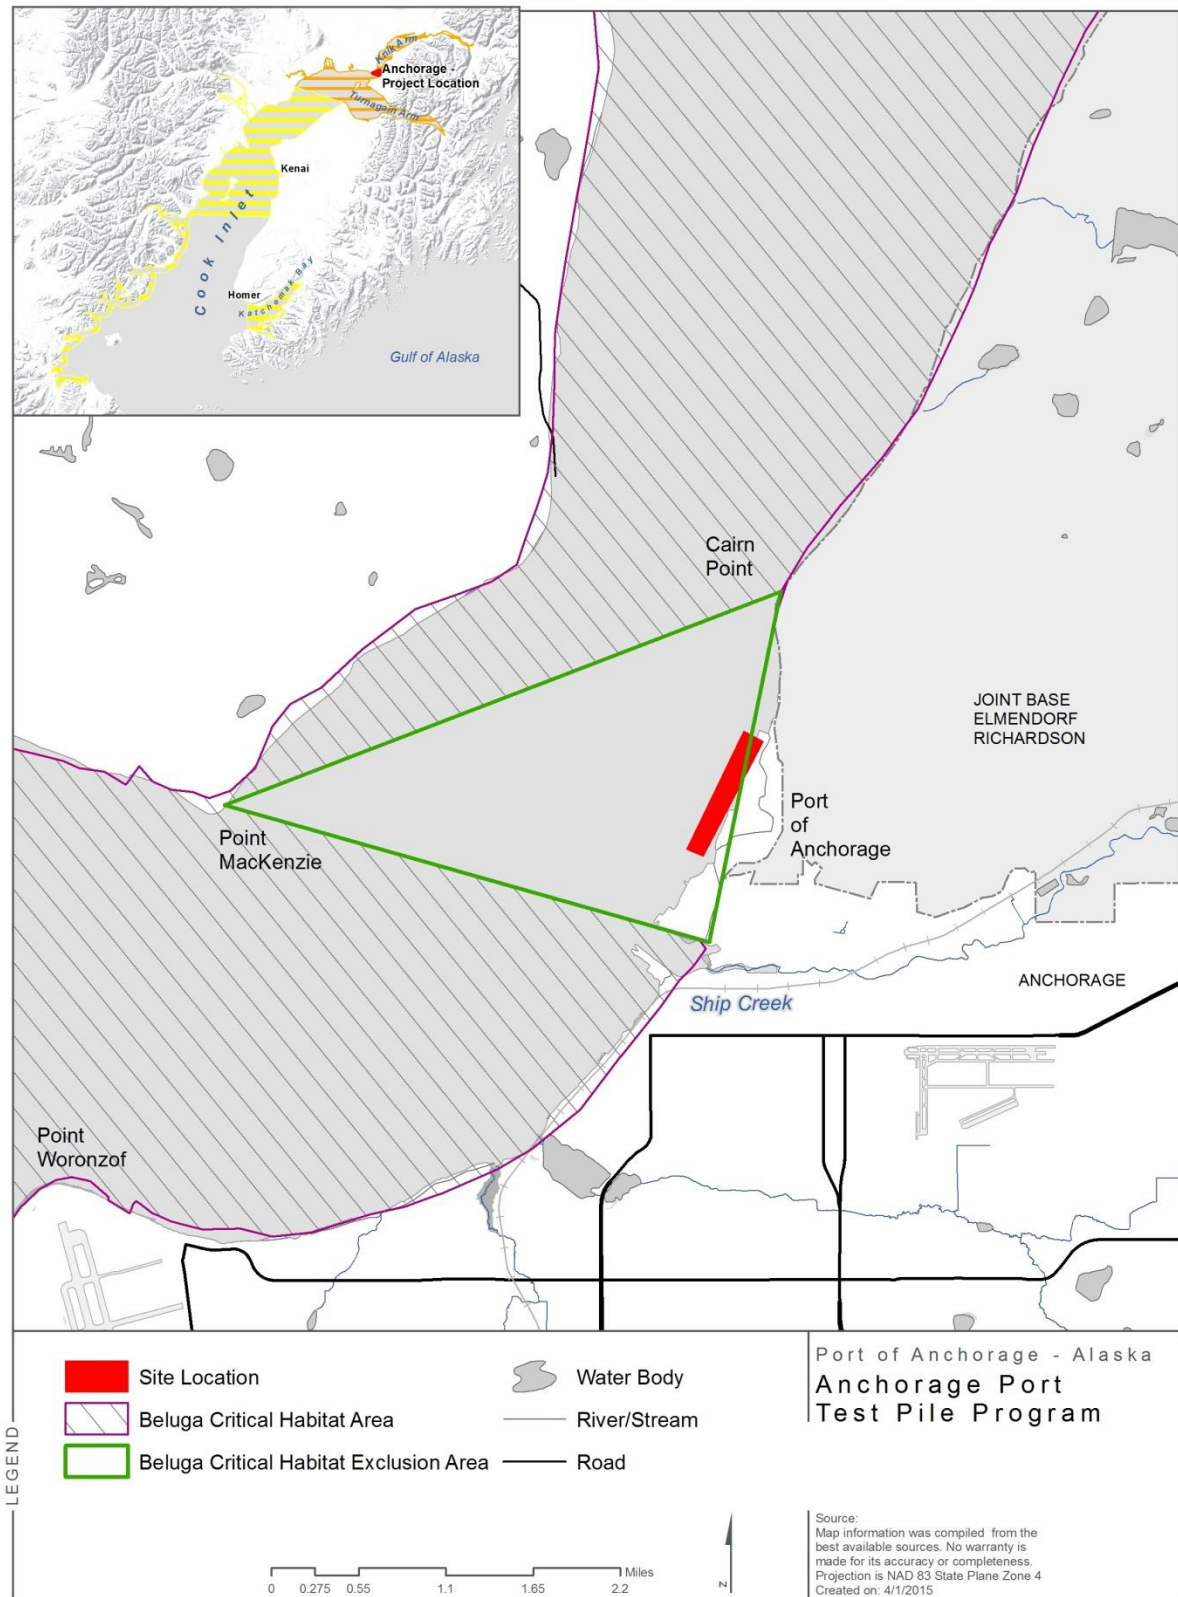 Knik Arm
Anchorage -
Project Location
Turnagain Arm
Kenai
Cook Inlet
Homer
Katchemak Bay
Gulf of Alaska
Cairn
Point
JOINT BASE
ELMENDORF
RICHARDSON
Port
of
Anchorage
Point
MacKenzie
ANCHORAGE
Ship Creek
Point
Woronzof
LEGEND
Site Location
Beluga Critical Habitat Area
Beluga Critical Habitat Exclusion Area
Water Body
River/Stream
Road
Port of Anchorage - Alaska
Anchorage Port
Test Pile Program
Miles
0 0.275 0.55 1.1 1.65 2.2
N
Source:
Map information was compiled from the
best available sources. No warranty is
made for its accuracy or completeness.
Projection is NAD 83 State Plane Zone 4
Created on: 4/1/2015